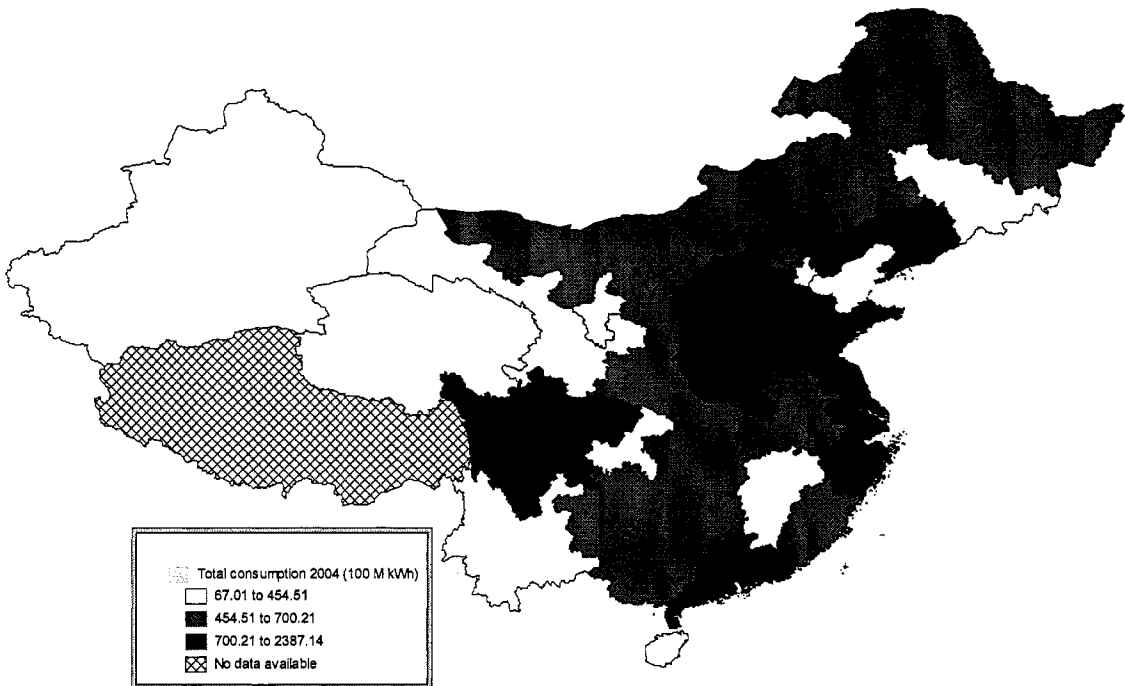 Total consumption 2004 (100 M kWh)
67.01 to 454.51
454.51 to 700.21
700.21 to 2387.14
No data available